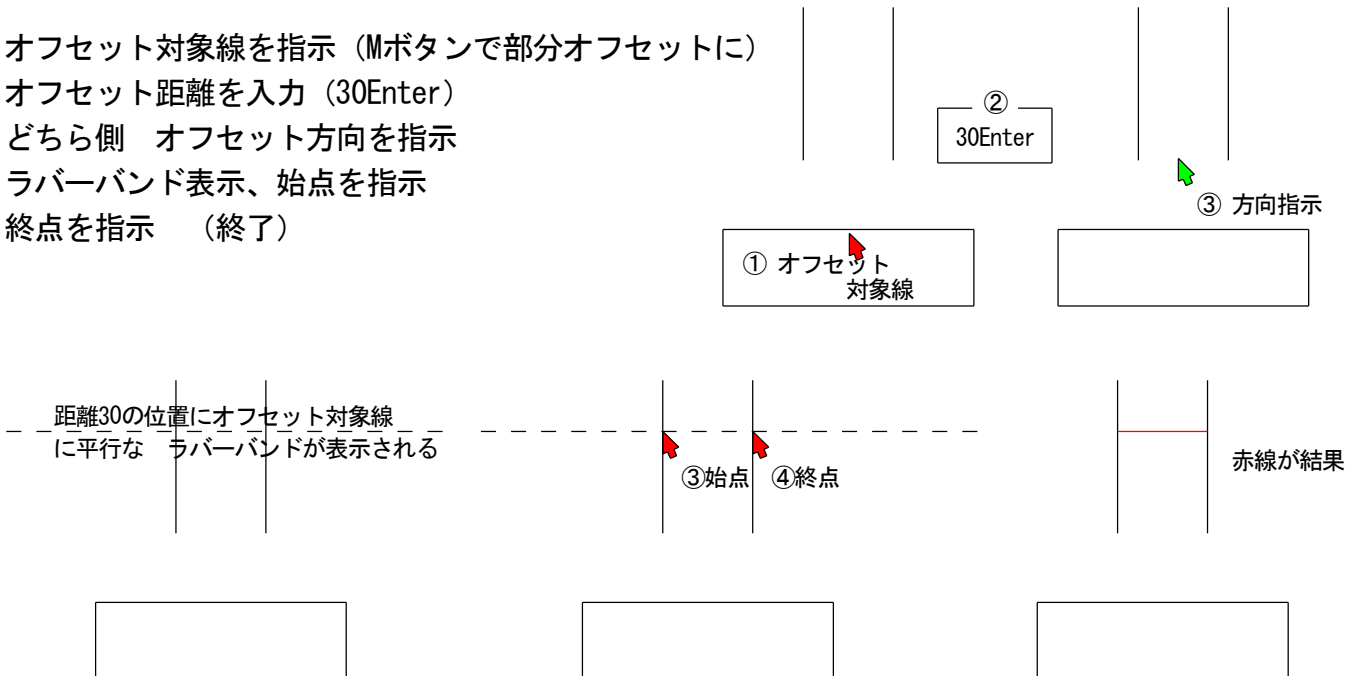 オフセット対象線を指示（Mボタンで部分オフセットに）
オフセット距離を入力（30Enter）
どちら側　オフセット方向を指示
ラバーバンド表示、始点を指示
終点を指示　（終了）
②
30Enter
③ 方向指示
① オフセット
対象線
距離30の位置にオフセット対象線
に平行な　ラバーバンドが表示される
③始点
④終点
赤線が結果